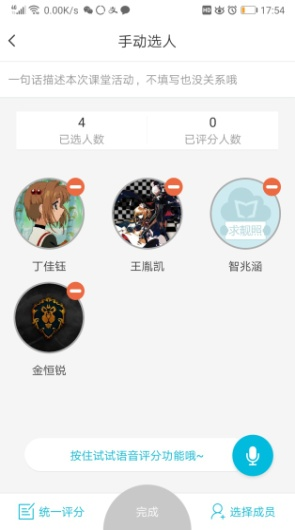 4G 0.00K/s HD 17:54
手动选人
一句话描述本次课堂活动，不填写也没关系哦
4 0
已选人数 已评分人数
求靓照
丁佳钰 王胤凯 智兆涵
金恒锐
按住试试语音评分功能哦~
统一评分 完成 选择成员